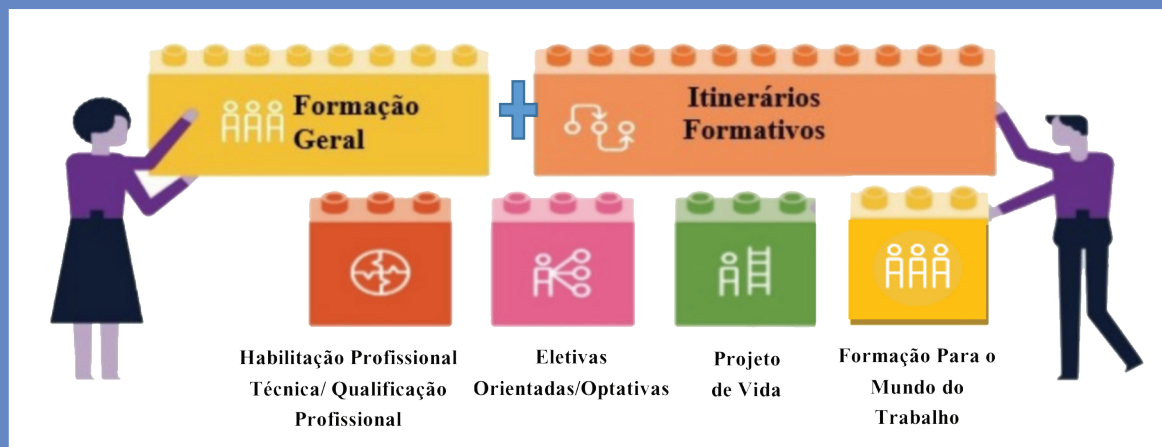 Formação
Geral
Itinerários
Formativos
Habilitação Profissional
Técnica/ Qualificação
Profissional
Eletivas
Orientadas/Optativas
Projeto
de Vida
Formação Para o
Mundo do
Trabalho